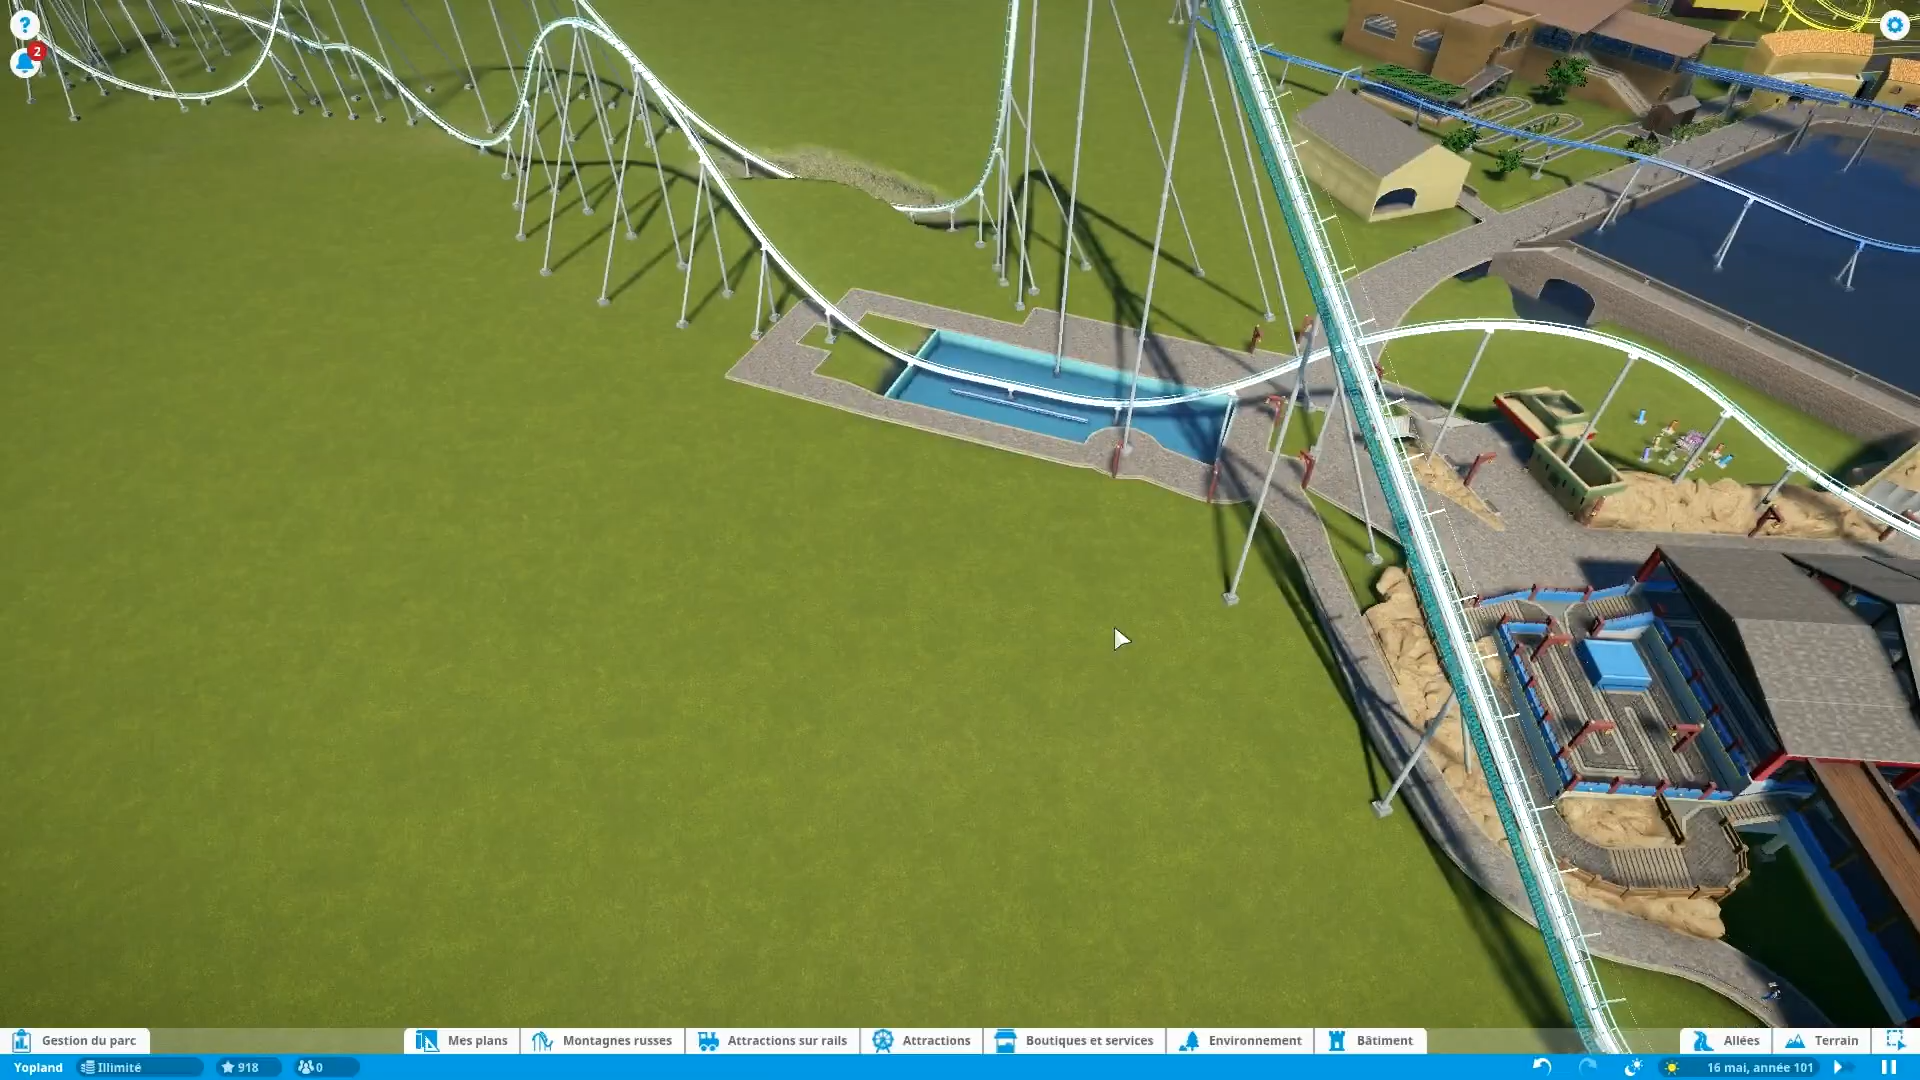 ?
2
Gestion du parc
Mes plans
Montagnes russes
Attractions sur rails
Attractions
Boutiques et services
Environnement
Bâtiment
Allées
Terrain
Yopland
Illimité
918
0
16 mai, année 101